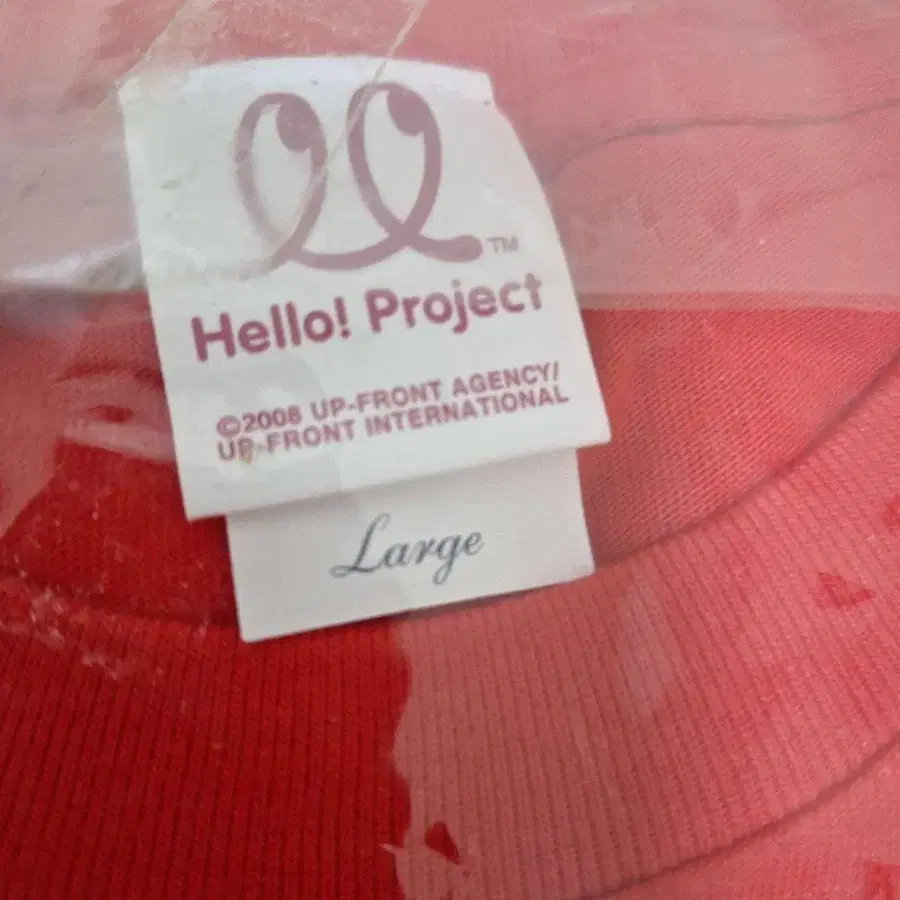 TM
Hello! Project
©2008 UP-FRONT AGENCY/
UP-FRONT INTERNATIONAL
Large